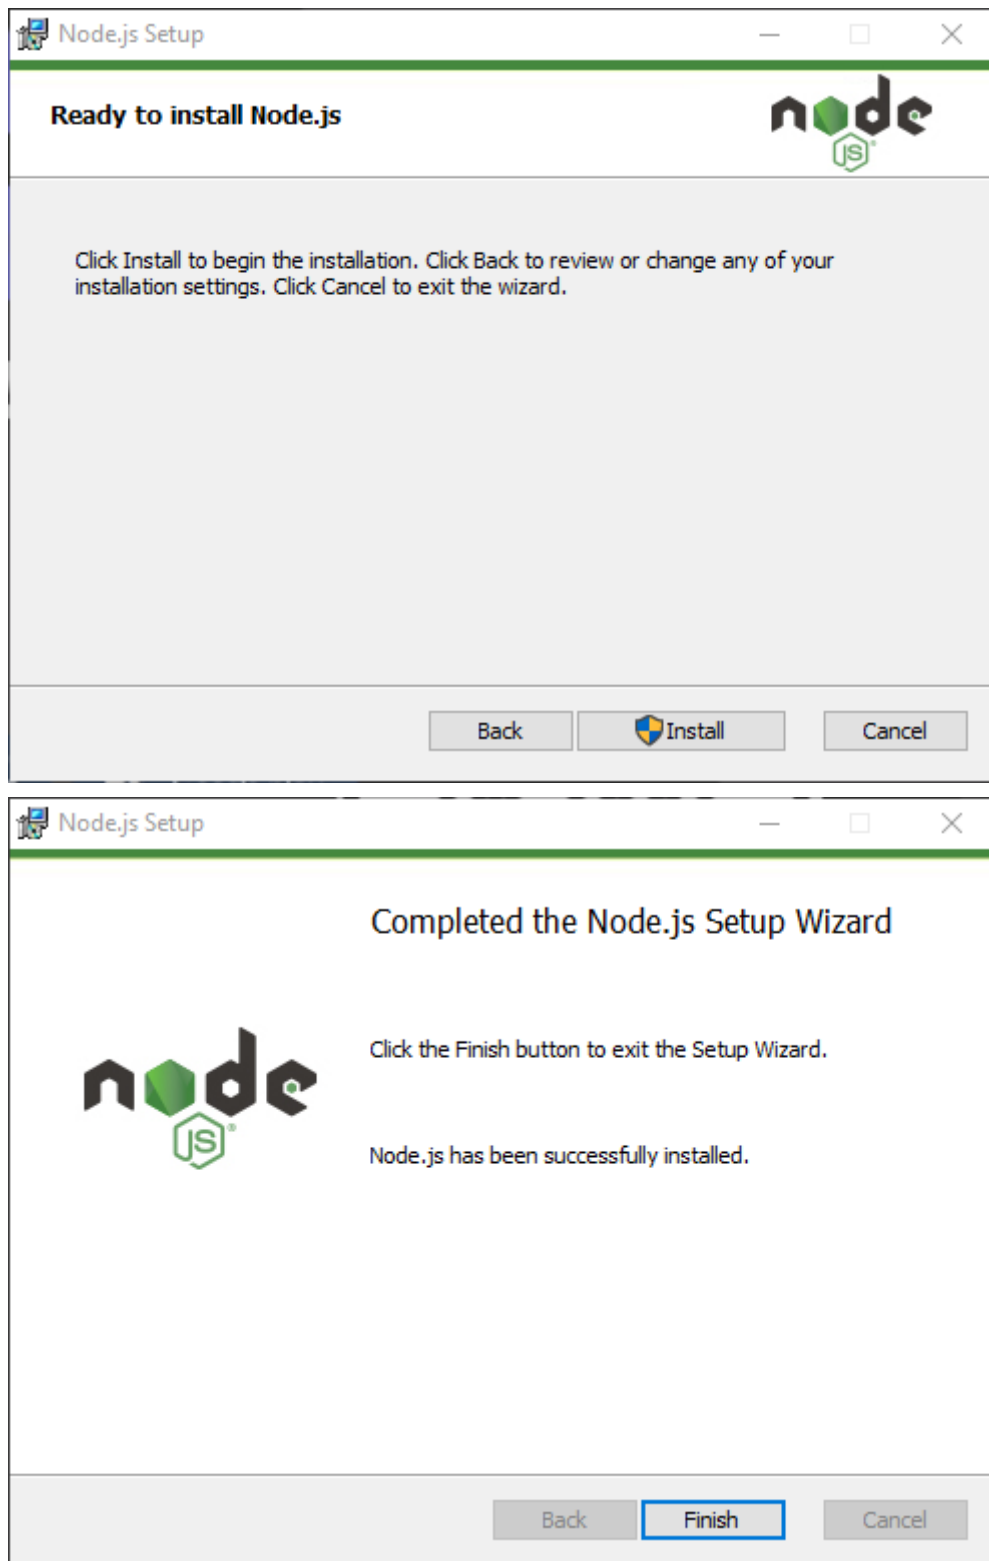 Node.js Setup
Ready to install Node.js
node
JS
Click Install to begin the installation. Click Back to review or change any of your
installation settings. Click Cancel to exit the wizard.
Back
Install
Cancel
Node.js Setup
Completed the Node.js Setup Wizard
Click the Finish button to exit the Setup Wizard.
node
JS
®
Node.js has been successfully installed.
Back
Finish
Cancel